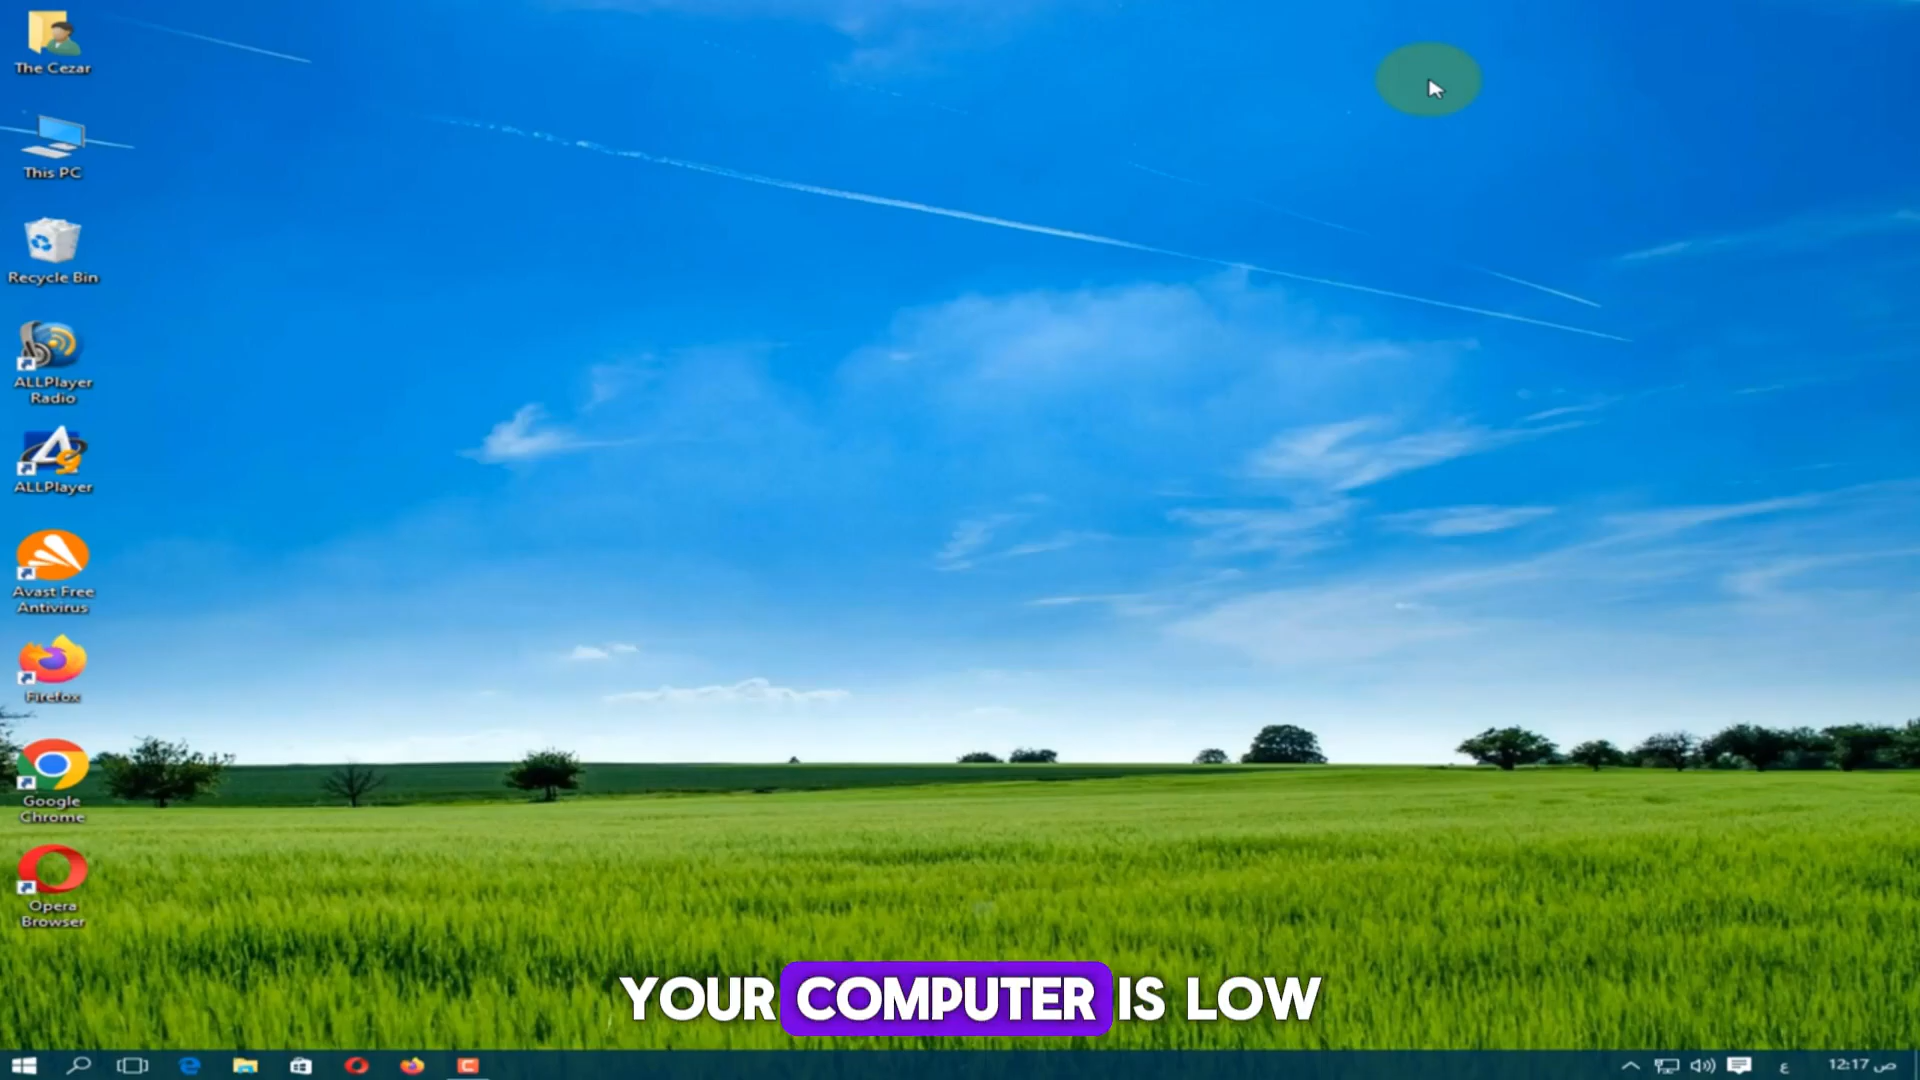 The Cezar
This PC
Recycle Bin
ALLPlayer
Radio
ALLPlayer
Avast Free
Antivirus
Firefox
Google
Chrome
Opera
Browser
YOUR COMPUTER IS LOW
ع
12:17 ص